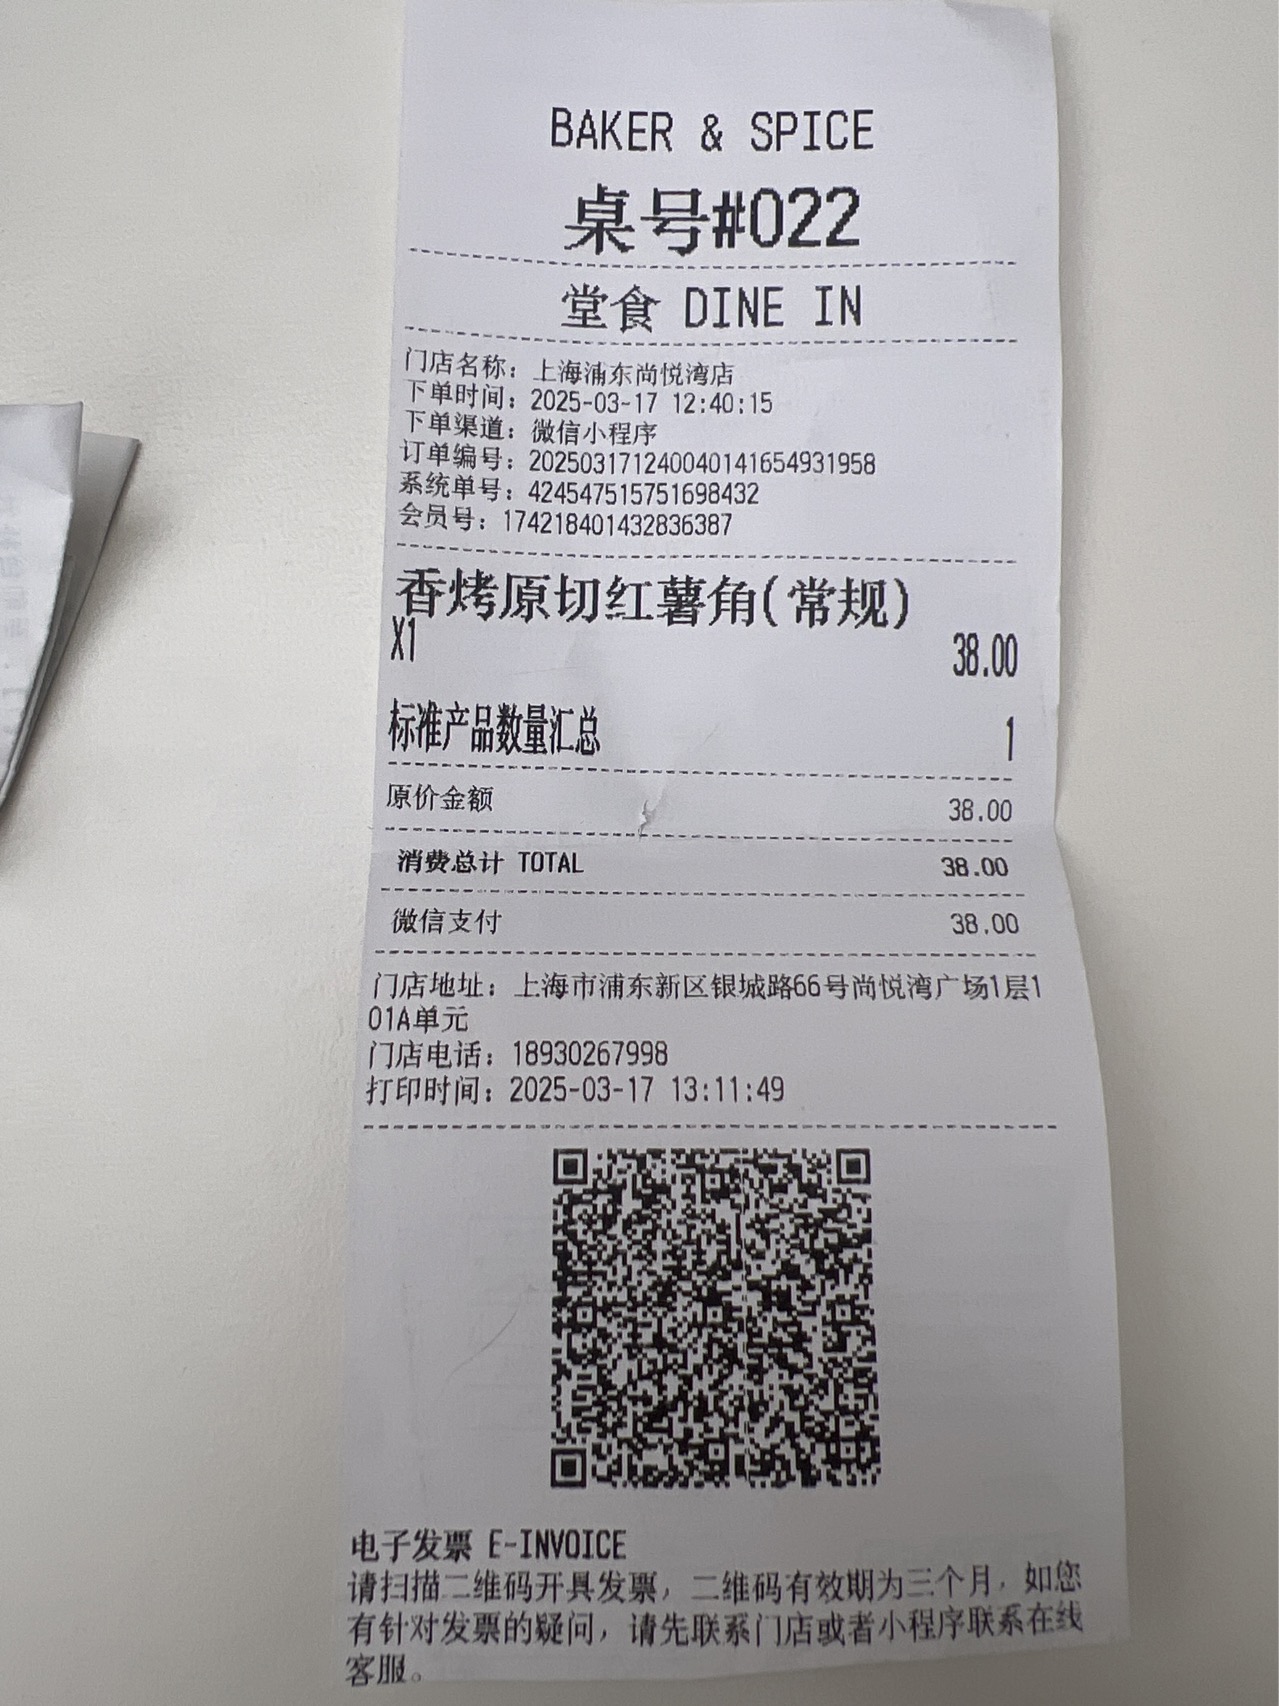 BAKER & SPICE
桌号#022
堂食 DINE IN
门店名称：上海浦东尚悦湾店
下单时间：2025-03-17 12:40:15
下单渠道：微信小程序
订单编号：20250317124004014165493​1958
系统单号：424547515751698432
会员号：174218401432836387
香烤原切红薯角(常规)
X1 38.00
标准产品数量汇总 1
原价金额 38.00
消费总计 TOTAL 38.00
微信支付 38.00
门店地址：上海市浦东新区银城路66号尚悦湾广场1层1
01A单元
门店电话：18930267998
打印时间：2025-03-17 13:11:49
电子发票 E-INVOICE
请扫描二维码开具发票，二维码有效期为三个月，如您
有针对发票的疑问，请先联系门店或者小程序联系在线
客服。